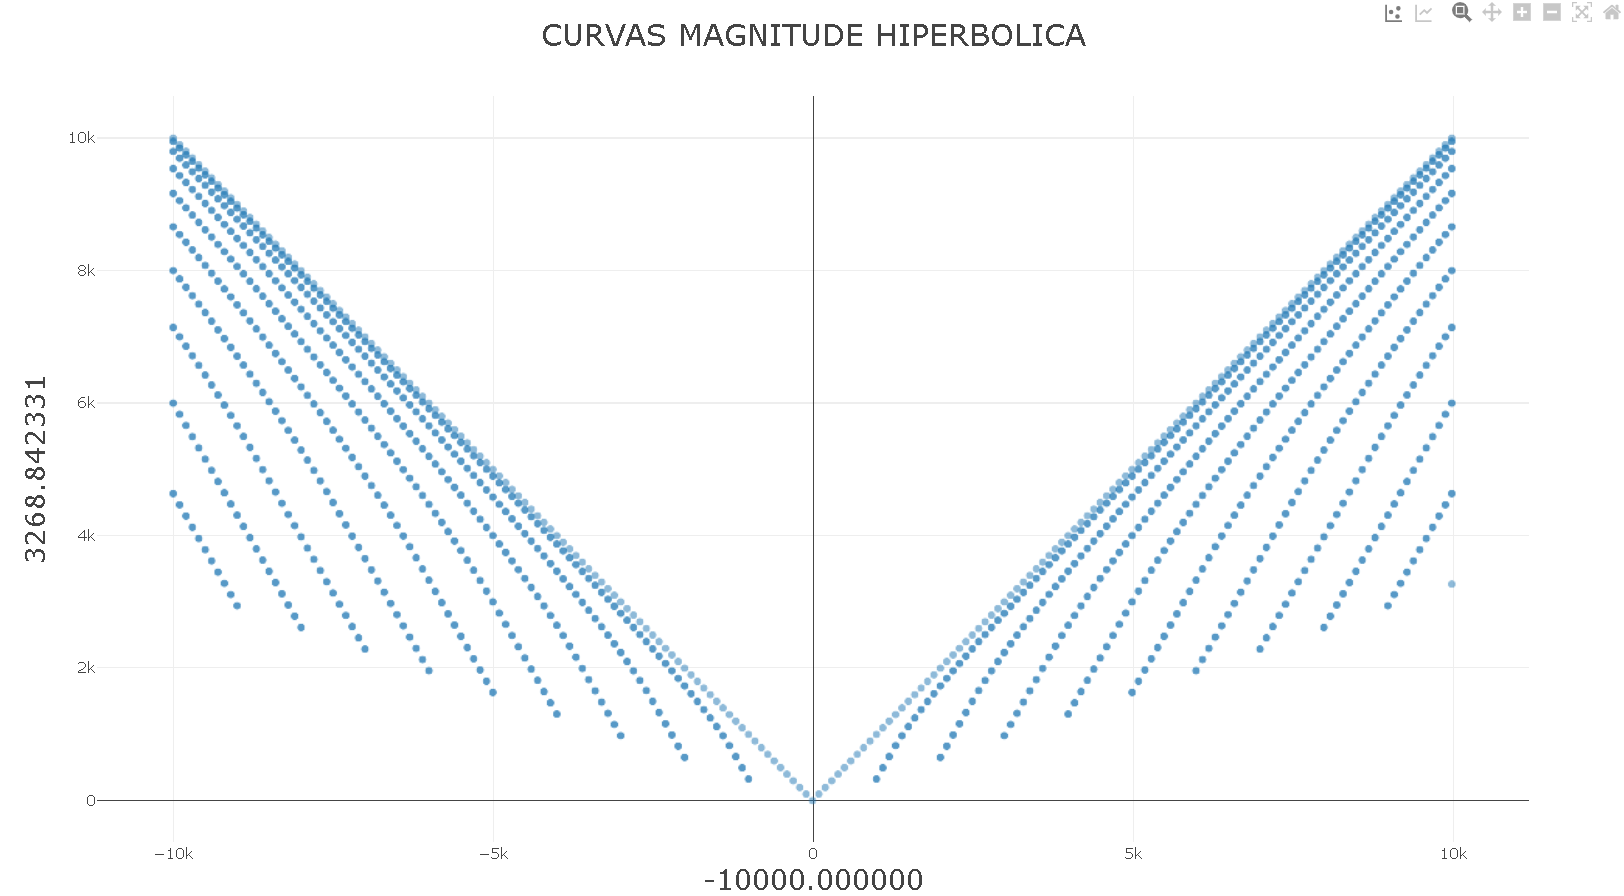 CURVAS MAGNITUDE HIPERBOLICA
10k
8k
6k
4k
2k
0
3268.842331
−10k
−5k
0
5k
10k
-10000.000000